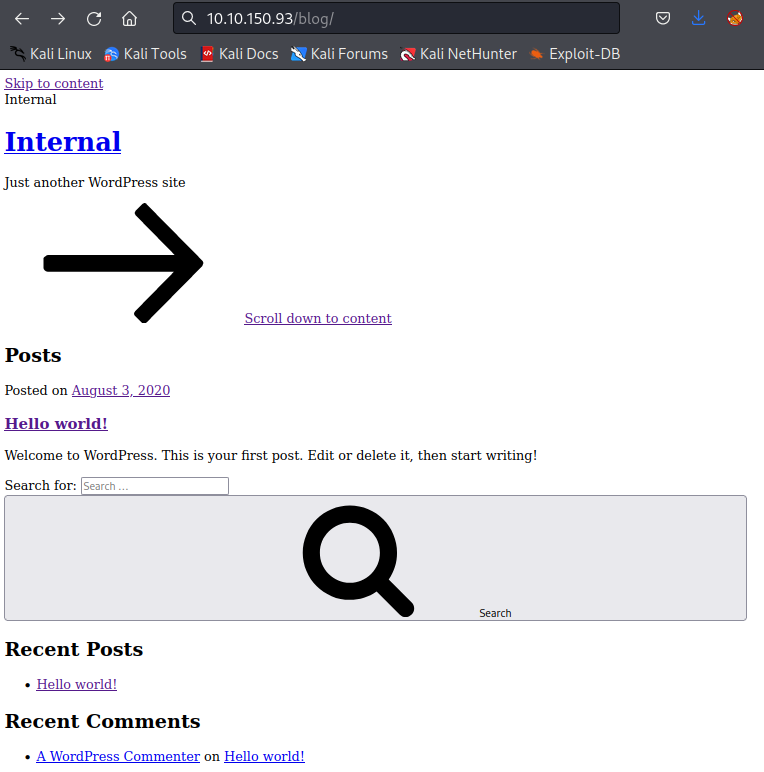 10.10.150.93/blog/
Kali Linux Kali Tools Kali Docs Kali Forums Kali NetHunter Exploit-DB
Skip to content
Internal
Internal
Just another WordPress site
Scroll down to content
Posts
Posted on August 3, 2020
Hello world!
Welcome to WordPress. This is your first post. Edit or delete it, then start writing!
Search for: Search …
Search
Recent Posts
• Hello world!
Recent Comments
• A WordPress Commenter on Hello world!